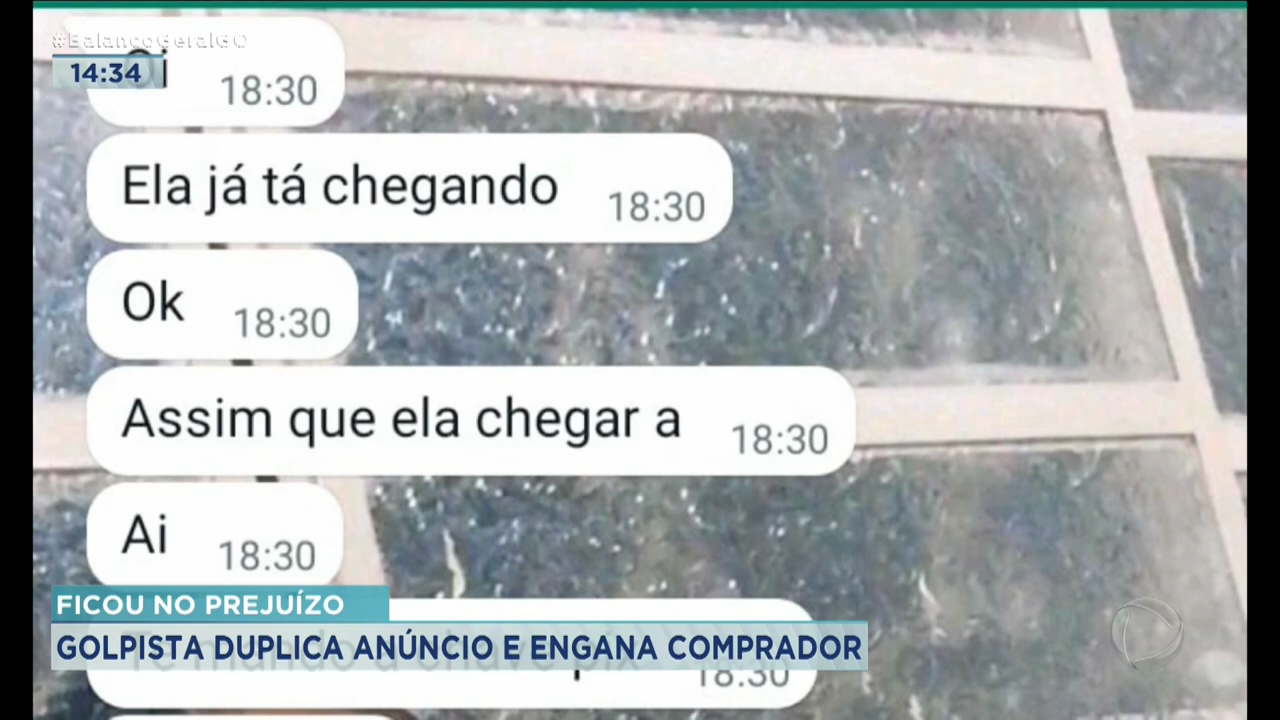 #BalançoGeralGO
14:34
18:30
Ela já tá chegando 18:30
Ok 18:30
Assim que ela chegar a 18:30
Ai 18:30
FICOU NO PREJUÍZO
GOLPISTA DUPLICA ANÚNCIO E ENGANA COMPRADOR
18:30